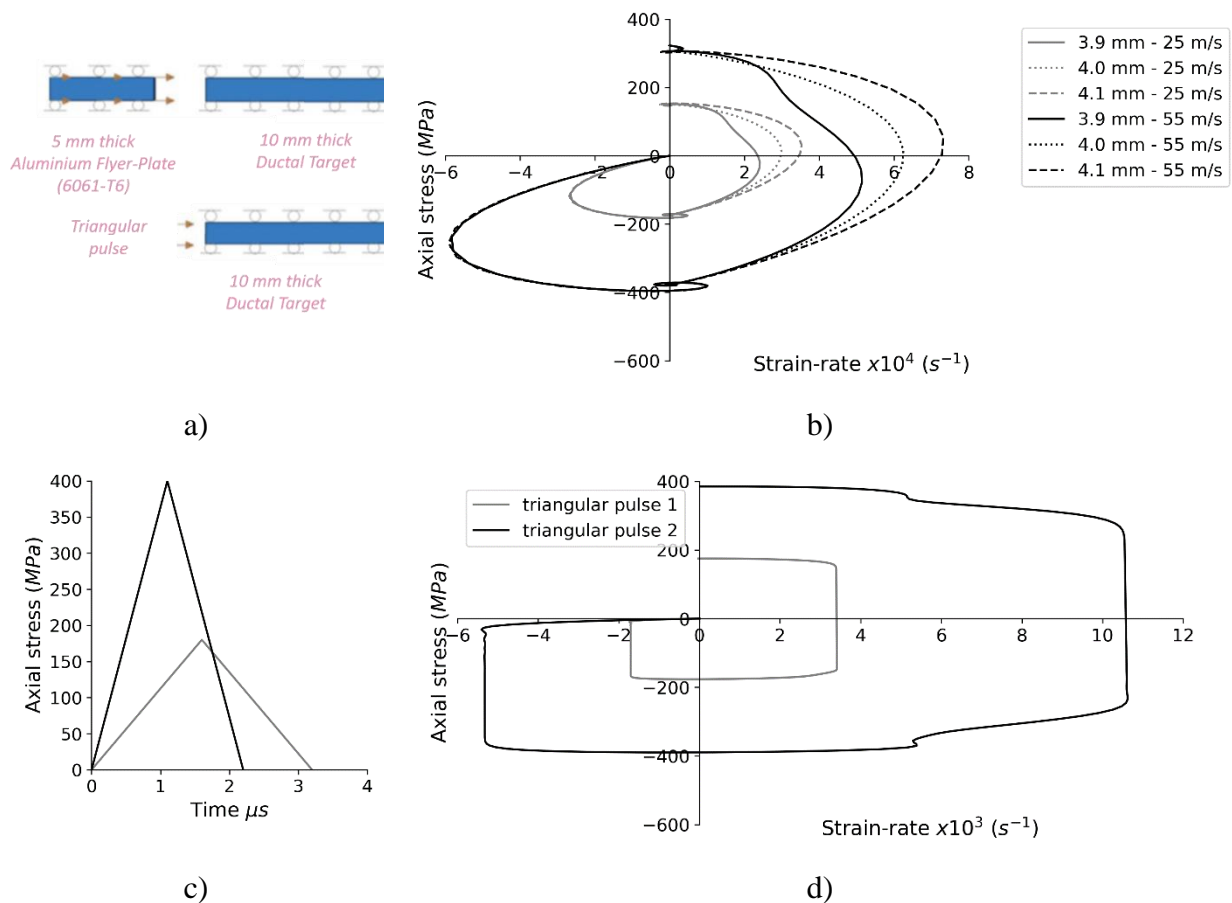 5 mm thick
Aluminium Flyer-Plate
(6061-T6)
10 mm thick
Ductal Target
Triangular
pulse
10 mm thick
Ductal Target
a)
400
200
0
−200
−400
−600
−6 −4 −2 0 2 4 6 8
Axial stress (MPa)
Strain-rate x10⁴ (s⁻¹)
3.9 mm - 25 m/s
4.0 mm - 25 m/s
4.1 mm - 25 m/s
3.9 mm - 55 m/s
4.0 mm - 55 m/s
4.1 mm - 55 m/s
b)
400
350
300
250
200
150
100
50
0
0 1 2 3 4
Axial stress (MPa)
Time μs
c)
triangular pulse 1
triangular pulse 2
400
200
0
−200
−400
−600
−6 −4 −2 0 2 4 6 8 10 12
Axial stress (MPa)
Strain-rate x10³ (s⁻¹)
d)